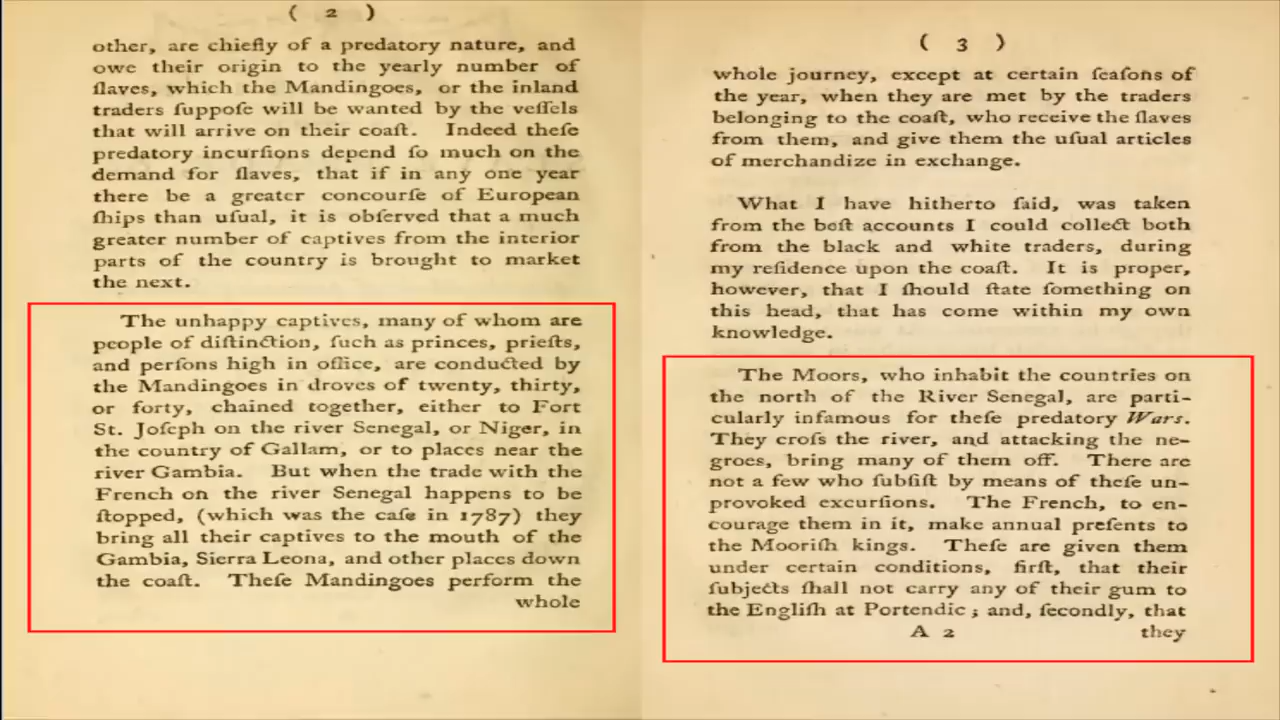 ( 2 )
other, are chiefly of a predatory nature, and
owe their origin to the yearly number of
ſlaves, which the Mandingoes, or the inland
traders ſuppoſe will be wanted by the veſſels
that will arrive on their coaſt. Indeed theſe
predatory incurſions depend ſo much on the
demand for ſlaves, that if in any one year
there be a greater concourſe of European
ſhips than uſual, it is obſerved that a much
greater number of captives from the interior
parts of the country is brought to market
the next.
The unhappy captives, many of whom are
people of diſtinction, ſuch as princes, prieſts,
and perſons high in office, are conducted by
the Mandingoes in droves of twenty, thirty,
or forty, chained together, either to Fort
St. Joſeph on the river Senegal, or Niger, in
the country of Gallam, or to places near the
river Gambia. But when the trade with the
French on the river Senegal happens to be
ſtopped, (which was the caſe in 1787) they
bring all their captives to the mouth of the
Gambia, Sierra Leona, and other places down
the coaſt. Theſe Mandingoes perform the
whole
( 3 )
whole journey, except at certain ſeaſons of
the year, when they are met by the traders
belonging to the coaſt, who receive the ſlaves
from them, and give them the uſual articles
of merchandize in exchange.
What I have hitherto ſaid, was taken
from the beſt accounts I could collect both
from the black and white traders, during
my reſidence upon the coaſt. It is proper,
however, that I ſhould ſtate ſomething on
this head, that has come within my own
knowledge.
The Moors, who inhabit the countries on
the north of the River Senegal, are parti-
cularly infamous for theſe predatory Wars.
They croſs the river, and attacking the ne-
groes, bring many of them off. There are
not a few who ſubſiſt by means of theſe un-
provoked excurſions. The French, to en-
courage them in it, make annual preſents to
the Mooriſh kings. Theſe are given them
under certain conditions, firſt, that their
ſubjects ſhall not carry any of their gum to
the Engliſh at Portendic; and, ſecondly, that
A 2 they